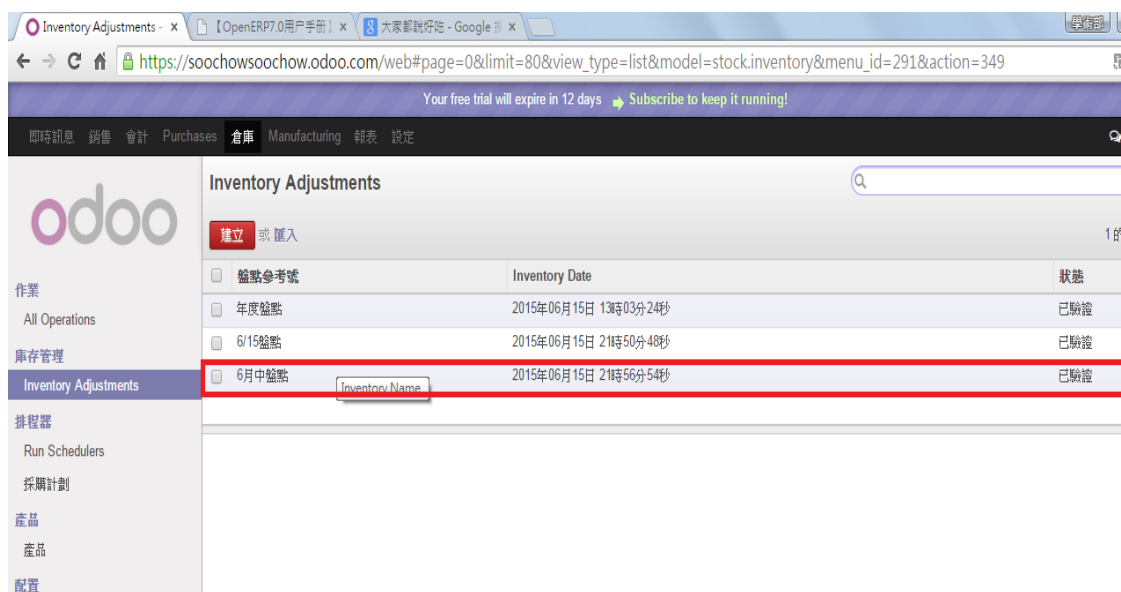 Inventory Adjustments - x 【OpenERP7.0用户手册】 x 大家都說好吃 - Google x 學術部
https://soochowsoochow.odoo.com/web#page=0&limit=80&view_type=list&model=stock.inventory&menu_id=291&action=349
Your free trial will expire in 12 days Subscribe to keep it running!
即時訊息 銷售 會計 Purchases 倉庫 Manufacturing 報表 設定
odoo
Inventory Adjustments
建立 或 匯入
1 的
盤點參考號 Inventory Date 狀態
年度盤點 2015年06月15日 13時03分24秒 已驗證
6/15盤點 2015年06月15日 21時50分48秒 已驗證
6月中盤點 2015年06月15日 21時56分54秒 已驗證
Inventory Name
作業
All Operations
庫存管理
Inventory Adjustments
排程器
Run Schedulers
採購計劃
產品
產品
配置